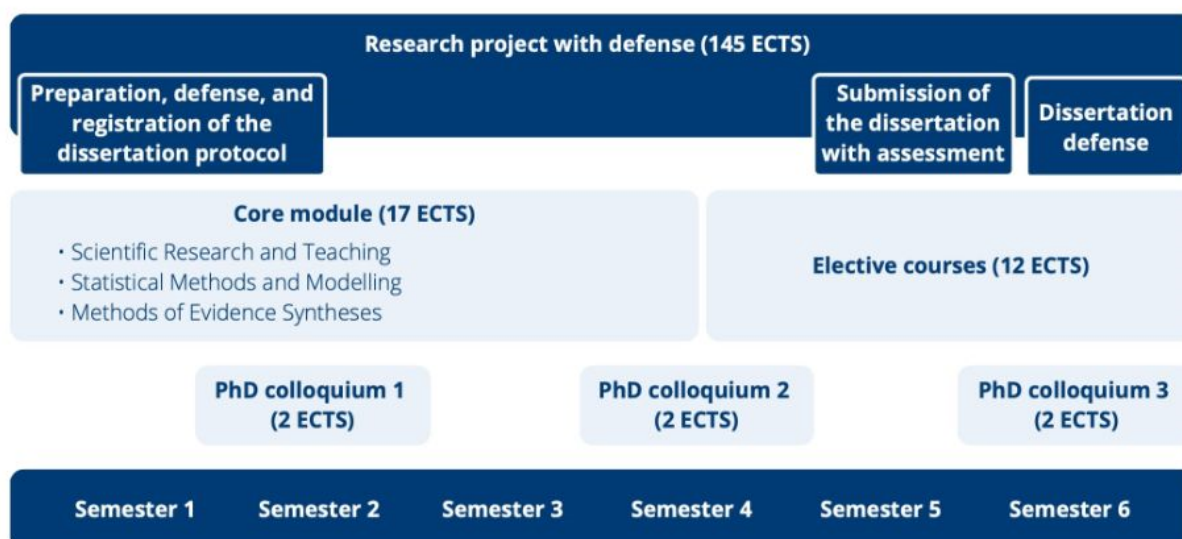 Research project with defense (145 ECTS)
Preparation, defense, and
registration of the
dissertation protocol
Submission of
the dissertation
with assessment
Dissertation
defense
Core module (17 ECTS)
· Scientific Research and Teaching
· Statistical Methods and Modelling
· Methods of Evidence Syntheses
Elective courses (12 ECTS)
PhD colloquium 1
(2 ECTS)
PhD colloquium 2
(2 ECTS)
PhD colloquium 3
(2 ECTS)
Semester 1 Semester 2 Semester 3 Semester 4 Semester 5 Semester 6